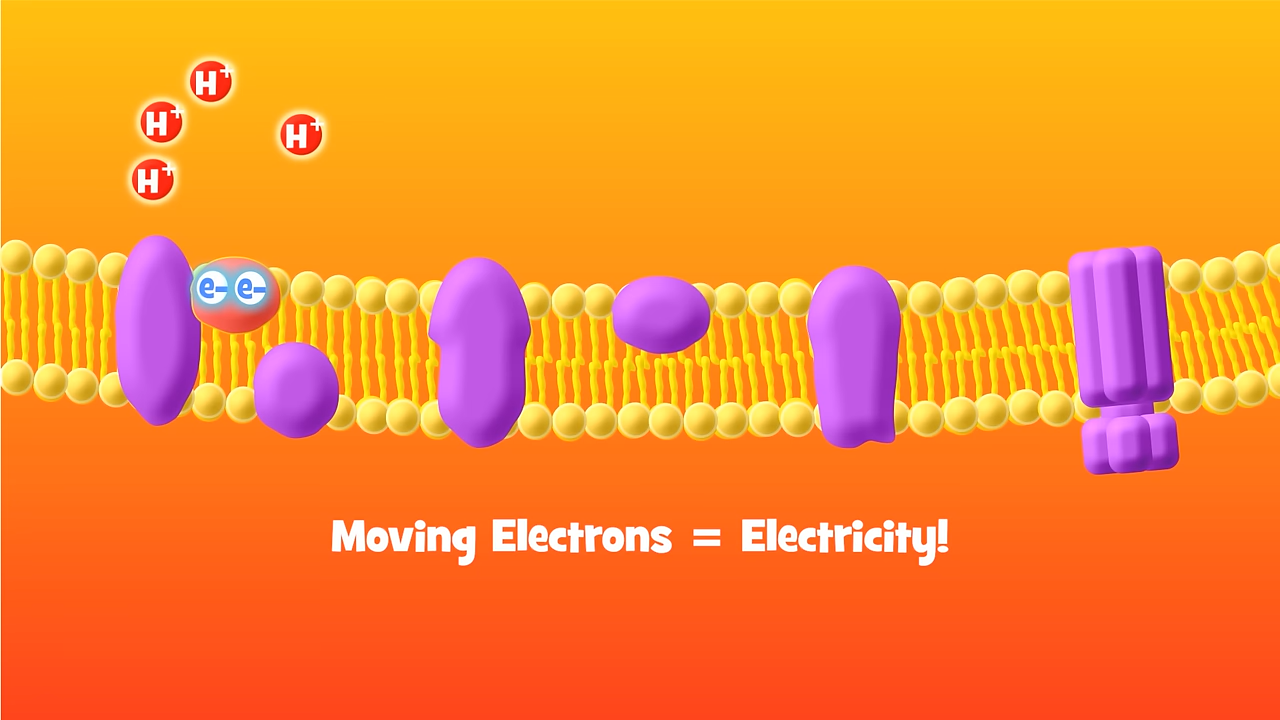 H+
H+
H+
H+
e- e-
Moving Electrons = Electricity!